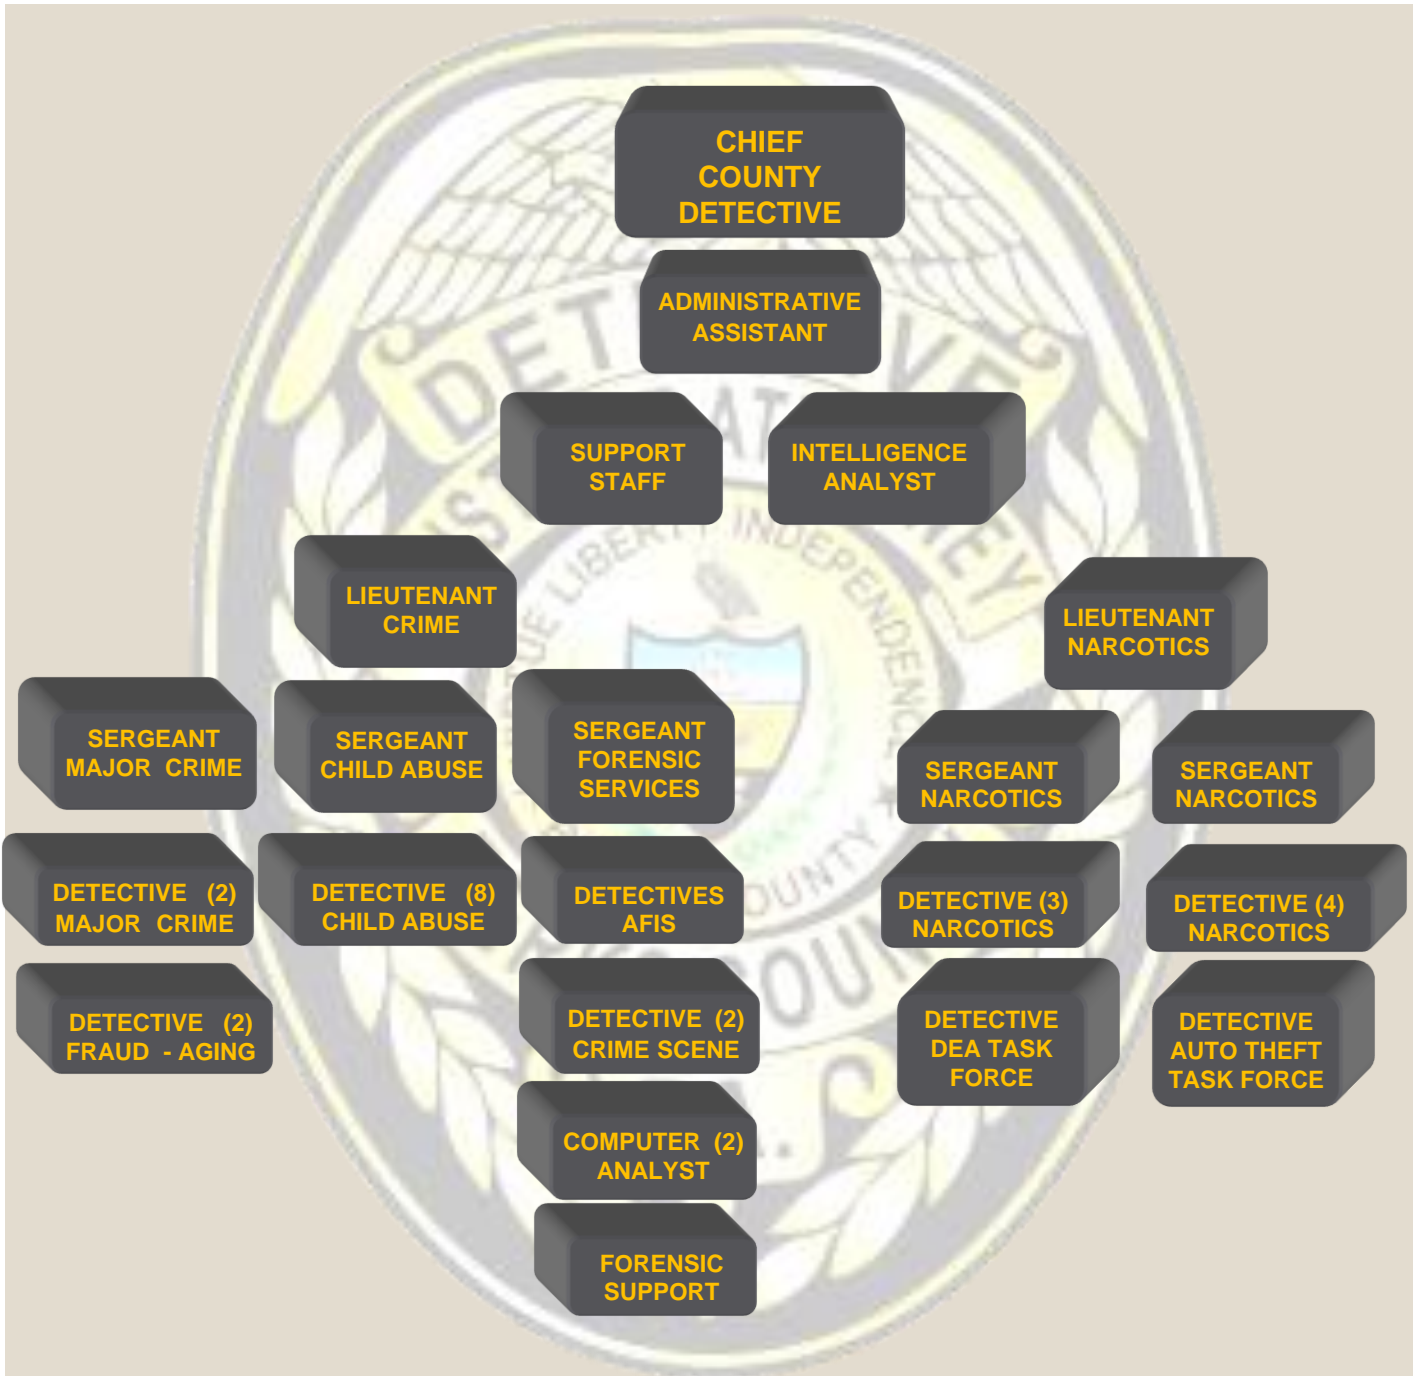 CHIEF
COUNTY
DETECTIVE
ADMINISTRATIVE
ASSISTANT
SUPPORT
STAFF
INTELLIGENCE
ANALYST
LIEUTENANT
CRIME
LIEUTENANT
NARCOTICS
SERGEANT
MAJOR CRIME
SERGEANT
CHILD ABUSE
SERGEANT
FORENSIC
SERVICES
SERGEANT
NARCOTICS
SERGEANT
NARCOTICS
DETECTIVE (2)
MAJOR CRIME
DETECTIVE (8)
CHILD ABUSE
DETECTIVES
AFIS
DETECTIVE (3)
NARCOTICS
DETECTIVE (4)
NARCOTICS
DETECTIVE (2)
FRAUD - AGING
DETECTIVE (2)
CRIME SCENE
DETECTIVE
DEA TASK
FORCE
DETECTIVE
AUTO THEFT
TASK FORCE
COMPUTER (2)
ANALYST
FORENSIC
SUPPORT
LIBERTY INDEPENDENCE
COUNTY